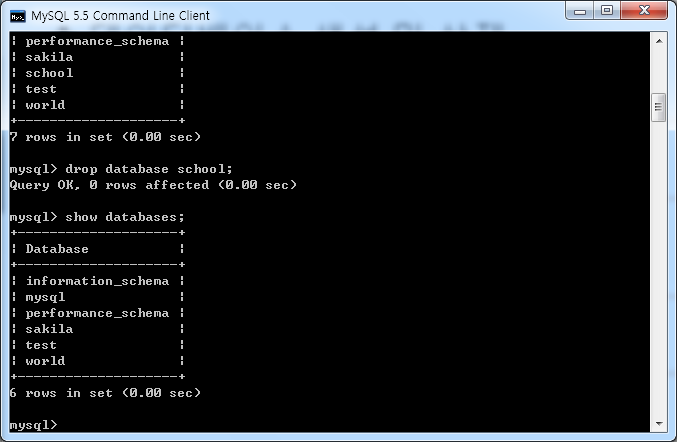 MySQL 5.5 Command Line Client
| performance_schema |
| sakila             |
| school             |
| test               |
| world              |
+--------------------+
7 rows in set (0.00 sec)
mysql> drop database school;
Query OK, 0 rows affected (0.00 sec)
mysql> show databases;
+--------------------+
| Database           |
+--------------------+
| information_schema |
| mysql              |
| performance_schema |
| sakila             |
| test               |
| world              |
+--------------------+
6 rows in set (0.00 sec)
mysql>